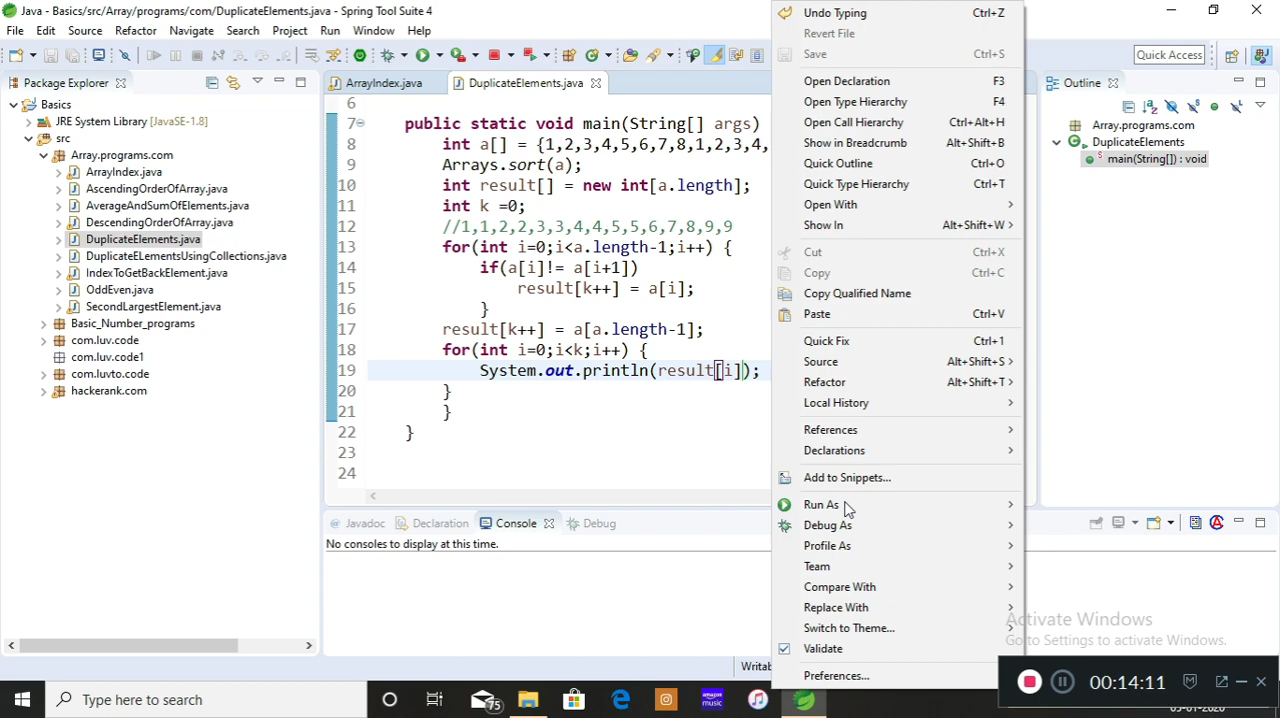 Java - Basics/src/Array/programs/com/DuplicateElements.java - Spring Tool Suite 4
File Edit Source Refactor Navigate Search Project Run Window Help
Quick Access
Package Explorer
Basics
JRE System Library [JavaSE-1.8]
src
Array.programs.com
ArrayIndex.java
AscendingOrderOfArray.java
AverageAndSumOfElements.java
DescendingOrderOfArray.java
DuplicateElements.java
DuplicateELementsUsingCollections.java
IndexToGetBackElement.java
OddEven.java
SecondLargestElement.java
Basic_Number_programs
com.luv.code
com.luv.code1
com.luvto.code
hackerank.com
ArrayIndex.java DuplicateElements.java
6
7 public static void main(String[] args)
8 int a[] = {1,2,3,4,5,6,7,8,1,2,3,4,
9 Arrays.sort(a);
10 int result[] = new int[a.length];
11 int k =0;
12 //1,1,2,2,3,3,4,4,5,5,6,7,8,9,9
13 for(int i=0;i<a.length-1;i++) {
14 if(a[i]!= a[i+1])
15 result[k++] = a[i];
16 }
17 result[k++] = a[a.length-1];
18 for(int i=0;i<k;i++) {
19 System.out.println(result[i]);
20 }
21 }
22 }
23
24
Javadoc Declaration Console Debug
No consoles to display at this time.
Writab
Undo Typing Ctrl+Z
Revert File
Save Ctrl+S
Open Declaration F3
Open Type Hierarchy F4
Open Call Hierarchy Ctrl+Alt+H
Show in Breadcrumb Alt+Shift+B
Quick Outline Ctrl+O
Quick Type Hierarchy Ctrl+T
Open With
Show In Alt+Shift+W
Cut Ctrl+X
Copy Ctrl+C
Copy Qualified Name
Paste Ctrl+V
Quick Fix Ctrl+1
Source Alt+Shift+S
Refactor Alt+Shift+T
Local History
References
Declarations
Add to Snippets...
Run As
Debug As
Profile As
Team
Compare With
Replace With
Switch to Theme...
Validate
Preferences...
Outline
Array.programs.com
DuplicateElements
main(String[]) : void
Activate Windows
Go to Settings to activate Windows.
00:14:11
Type here to search
75
amazon music